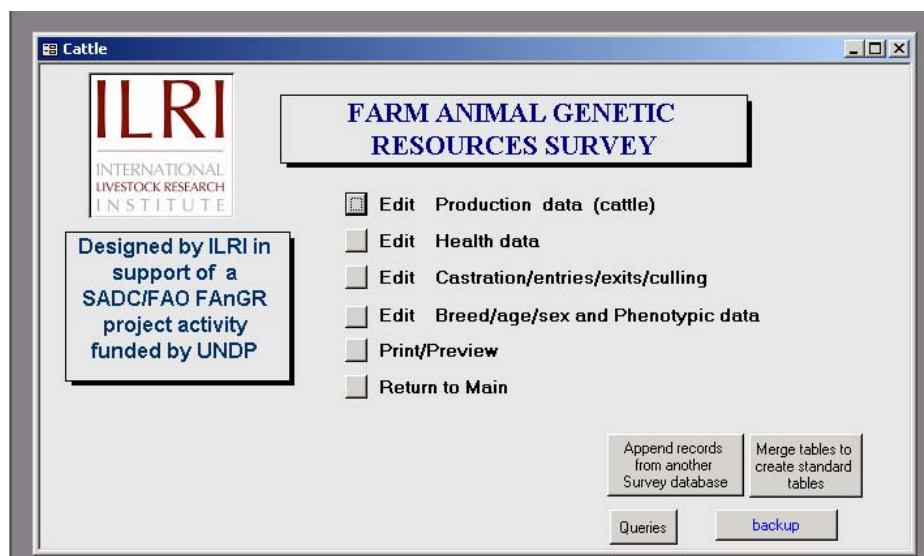 Cattle
ILRI
INTERNATIONAL
LIVESTOCK RESEARCH
INSTITUTE
FARM ANIMAL GENETIC
RESOURCES SURVEY
Designed by ILRI in
support of a
SADC/FAO FAnGR
project activity
funded by UNDP
Edit Production data (cattle)
Edit Health data
Edit Castration/entries/exits/culling
Edit Breed/age/sex and Phenotypic data
Print/Preview
Return to Main
Append records
from another
Survey database
Merge tables to
create standard
tables
Queries
backup